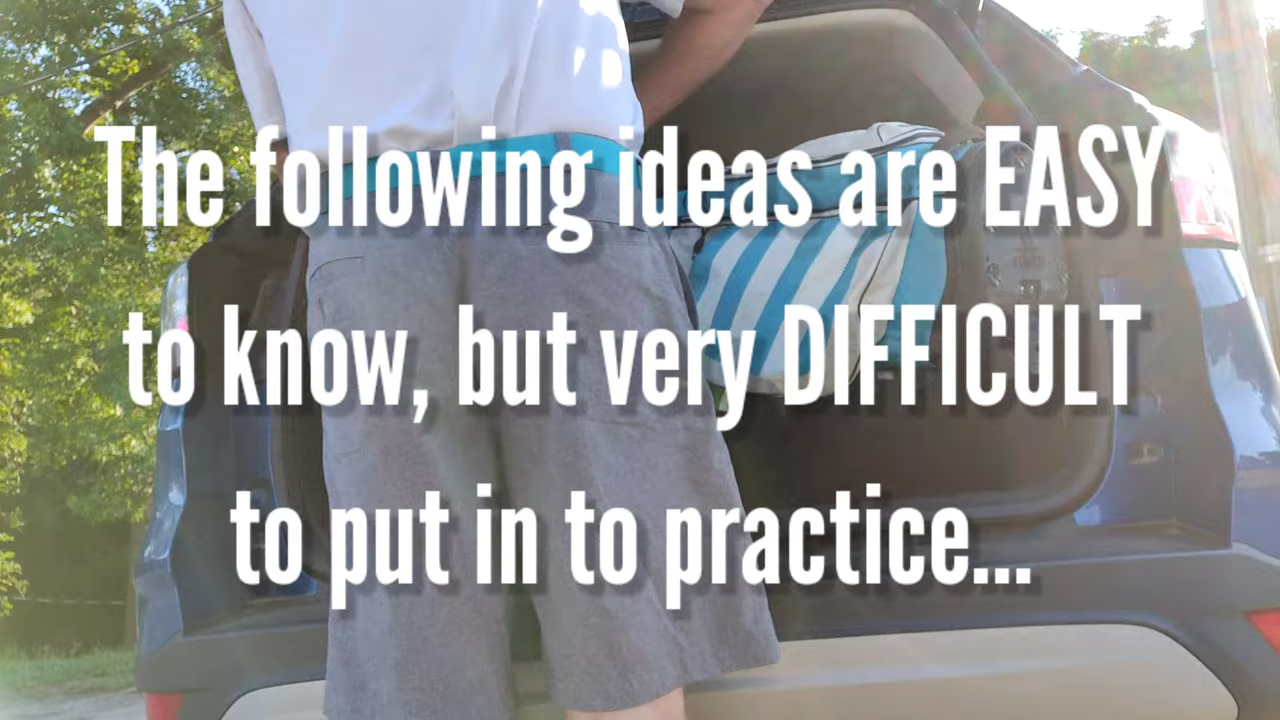 The following ideas are EASY
to know, but very DIFFICULT
to put in to practice...